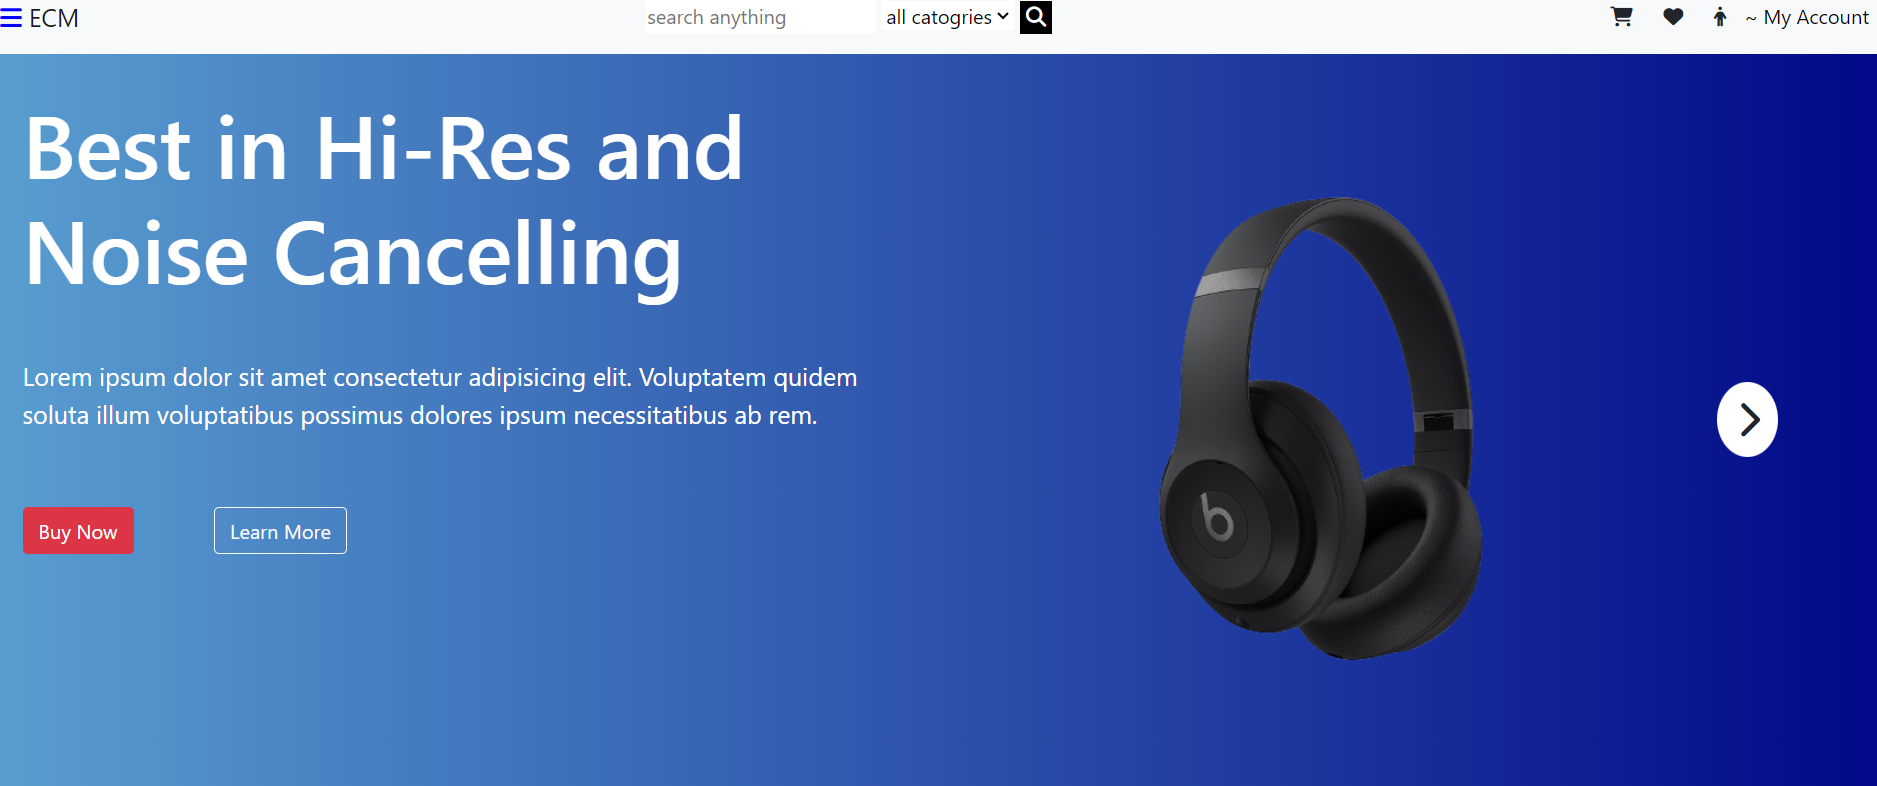 ECM
search anything
all catogries
~ My Account
Best in Hi-Res and
Noise Cancelling
Lorem ipsum dolor sit amet consectetur adipisicing elit. Voluptatem quidem
soluta illum voluptatibus possimus dolores ipsum necessitatibus ab rem.
Buy Now
Learn More
b